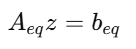 A_{eq}z = b_{eq}